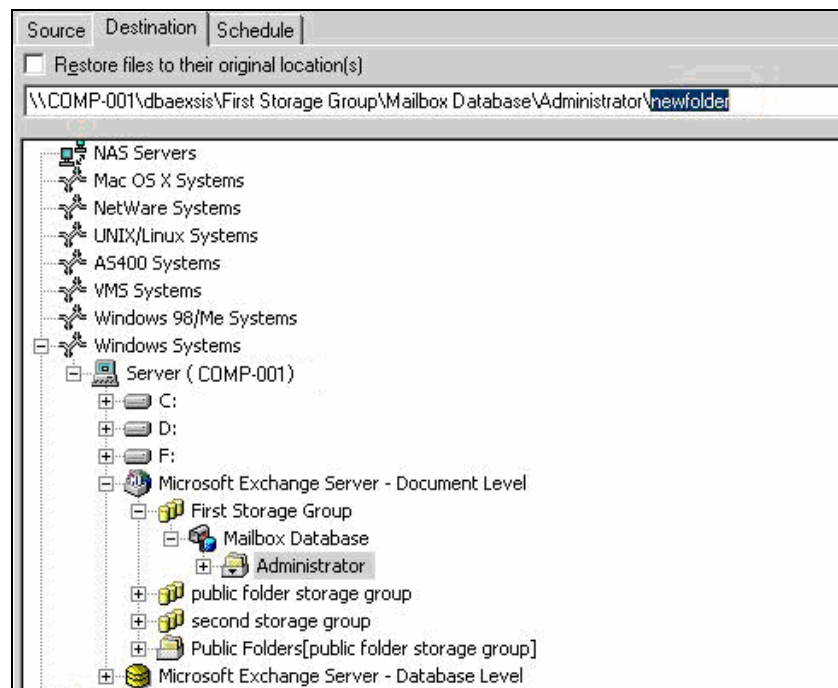 Source Destination Schedule
Restore files to their original location(s)
\\COMP-001\dbaexsis\First Storage Group\Mailbox Database\Administrator\newfolder
NAS Servers
Mac OS X Systems
NetWare Systems
UNIX/Linux Systems
AS400 Systems
VMS Systems
Windows 98/Me Systems
Windows Systems
Server ( COMP-001)
C:
D:
F:
Microsoft Exchange Server - Document Level
First Storage Group
Mailbox Database
Administrator
public folder storage group
second storage group
Public Folders[public folder storage group]
Microsoft Exchange Server - Database Level